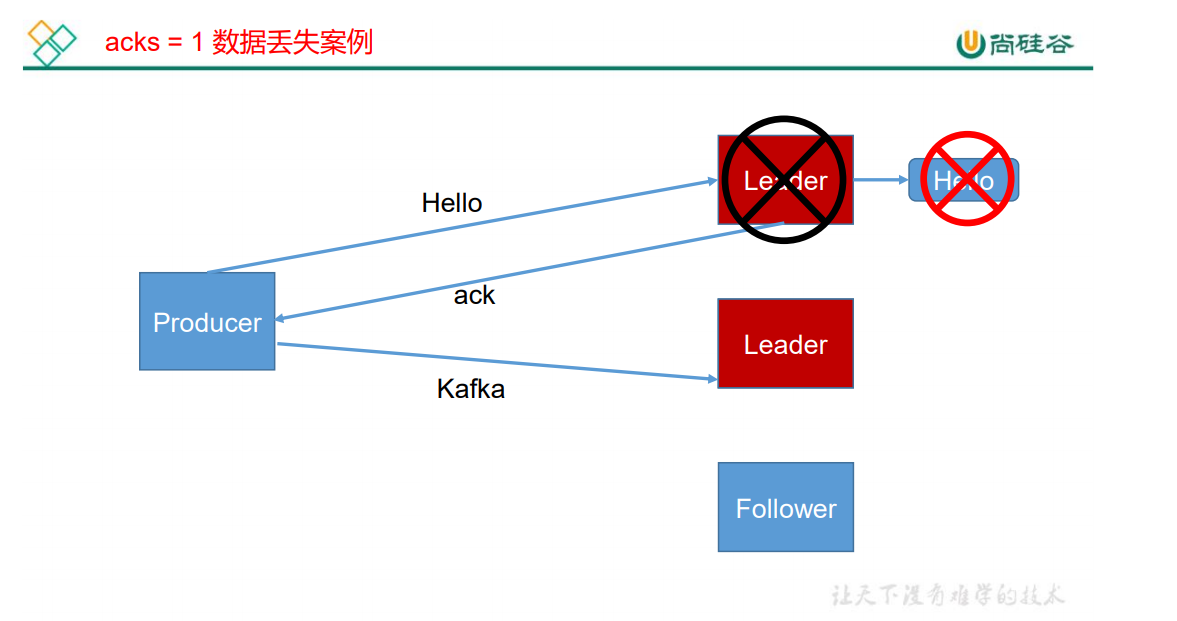 acks = 1 数据丢失案例
尚硅谷
Leader
Hello
Hello
ack
Producer
Leader
Kafka
Follower
让天下没有难学的技术